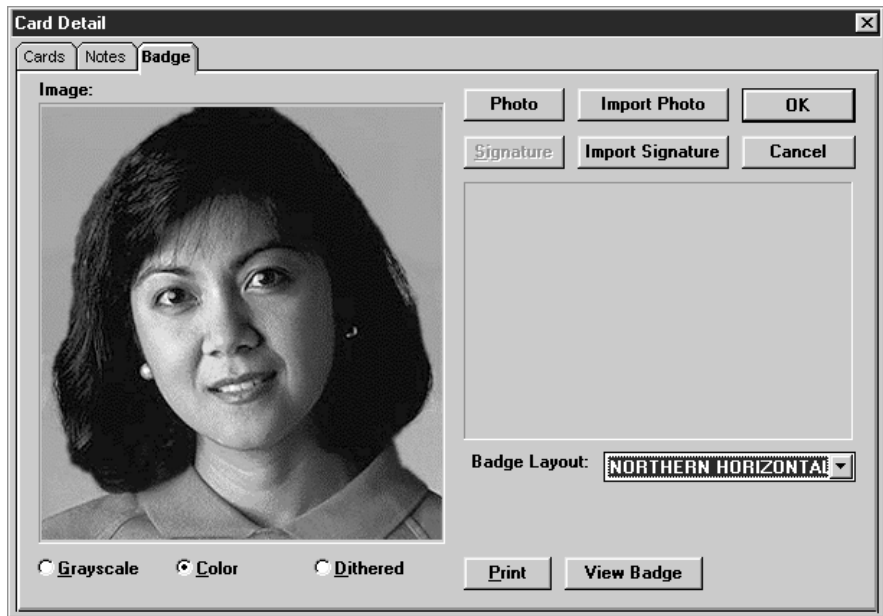 Card Detail
Cards Notes Badge
Image:
Photo Import Photo OK
Signature Import Signature Cancel
Badge Layout: NORTHERN HORIZONTAL
Grayscale Color Dithered
Print View Badge